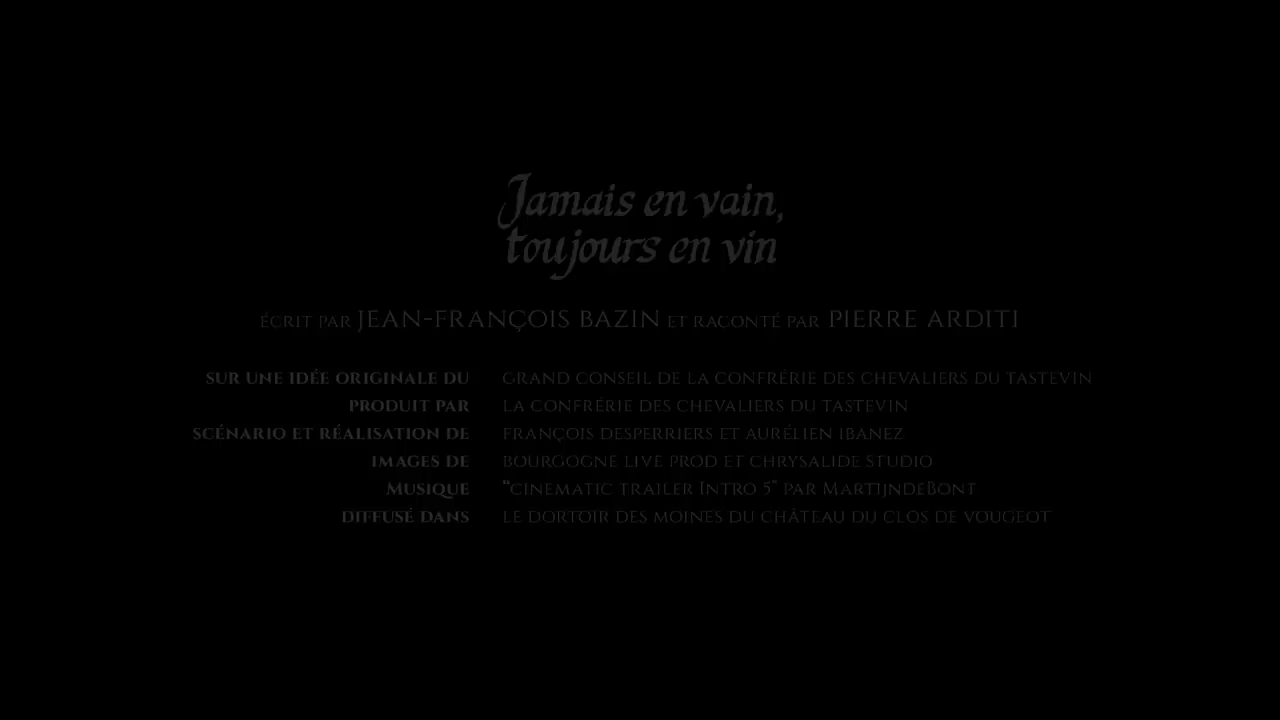 Jamais en vain,
toujours en vin
ÉCRIT PAR JEAN-FRANÇOIS BAZIN ET RACONTÉ PAR PIERRE ARDITI
SUR UNE IDÉE ORIGINALE DU GRAND CONSEIL DE LA CONFRÉRIE DES CHEVALIERS DU TASTEVIN
PRODUIT PAR LA CONFRÉRIE DES CHEVALIERS DU TASTEVIN
SCÉNARIO ET RÉALISATION DE FRANÇOIS DESPERRIERS ET AURÉLIEN IBANEZ
IMAGES DE BOURGOGNE LIVE PROD ET CHRYSALIDE STUDIO
MUSIQUE "CINEMATIC TRAILER INTRO 5" PAR MARTIJNDEBONT
DIFFUSÉ DANS LE DORTOIR DES MOINES DU CHÂTEAU DU CLOS DE VOUGEOT